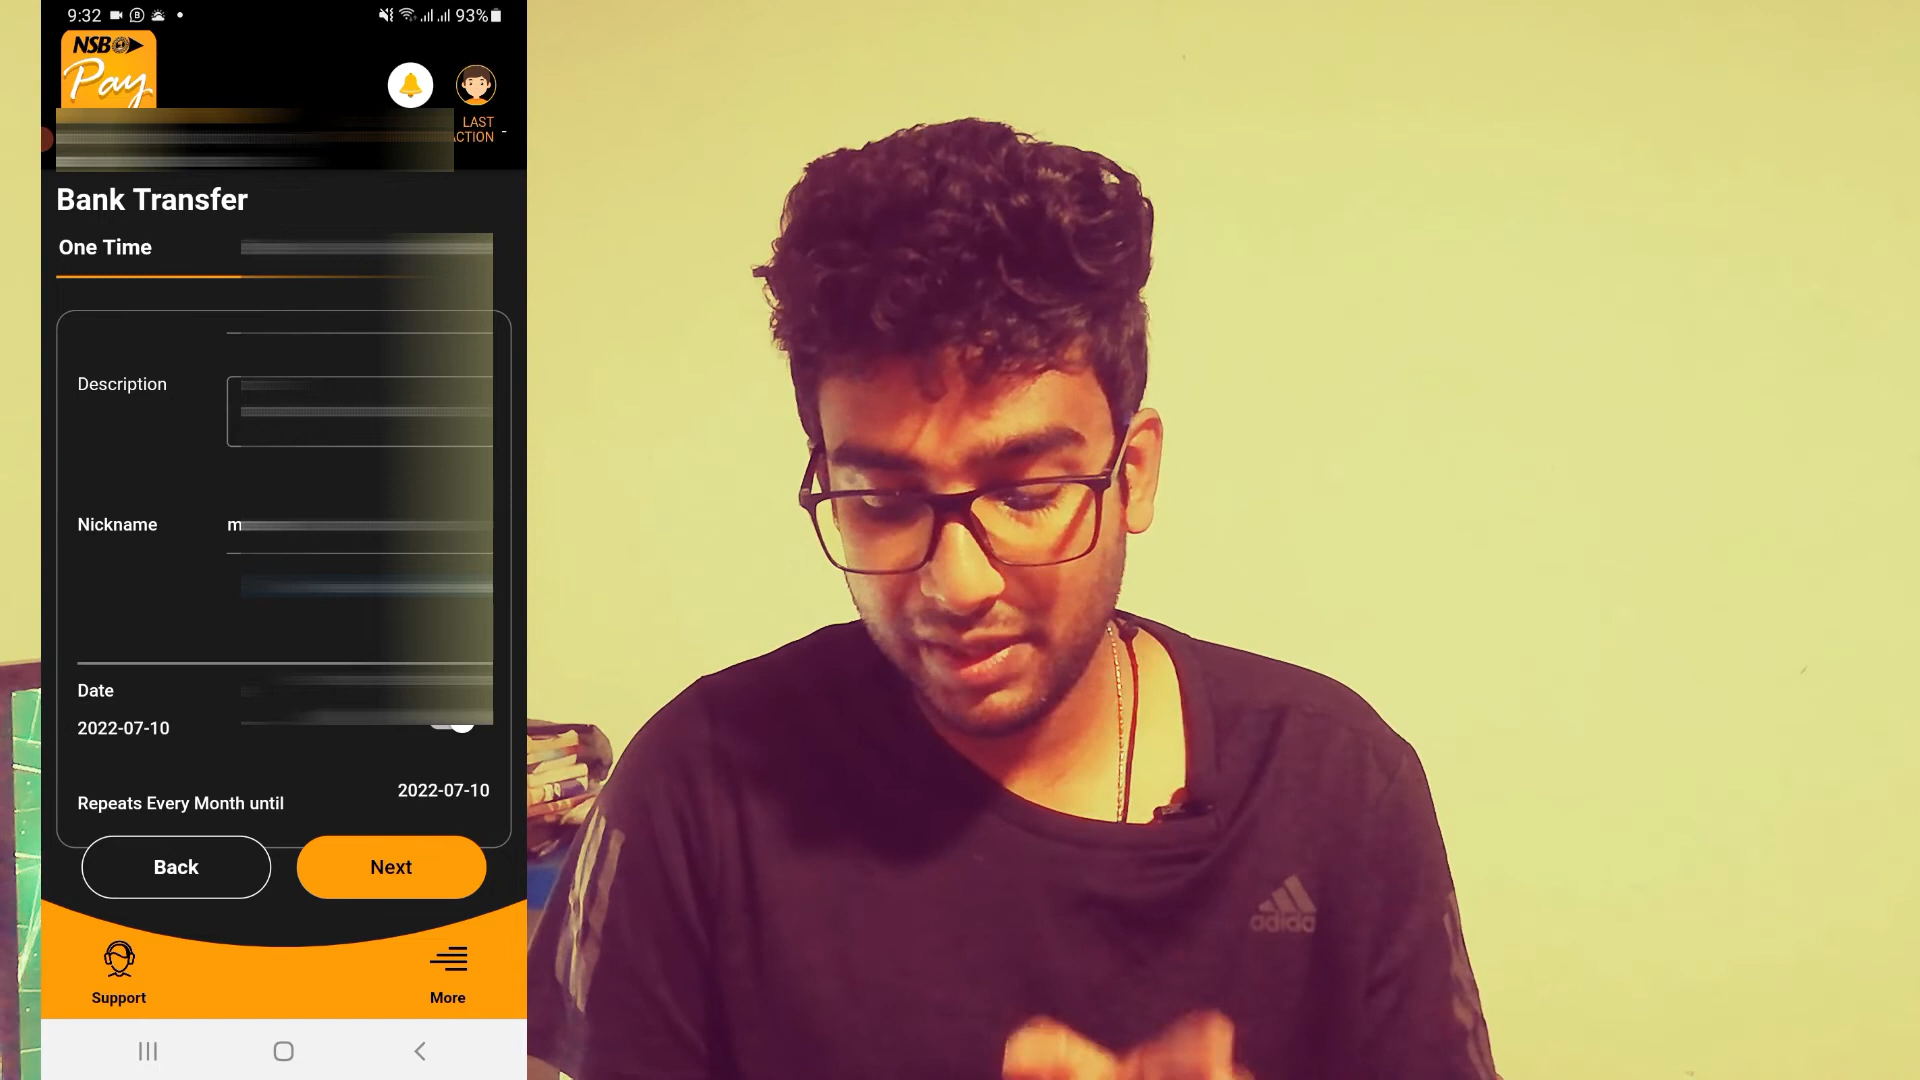 9:32
93%
NSB
Pay
LAST
CTION -
Bank Transfer
One Time
Description
Nickname
m
Date
2022-07-10
2022-07-10
Repeats Every Month until
Back
Next
Support
More
adidas